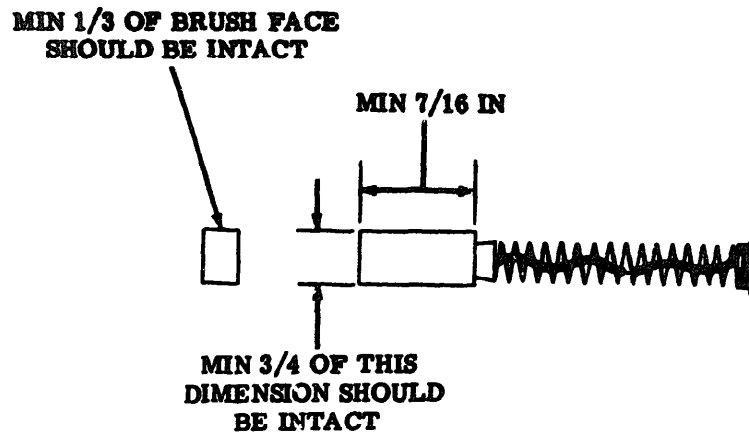 MIN 1/3 OF BRUSH FACE
SHOULD BE INTACT
MIN 7/16 IN
MIN 3/4 OF THIS
DIMENSION SHOULD
BE INTACT